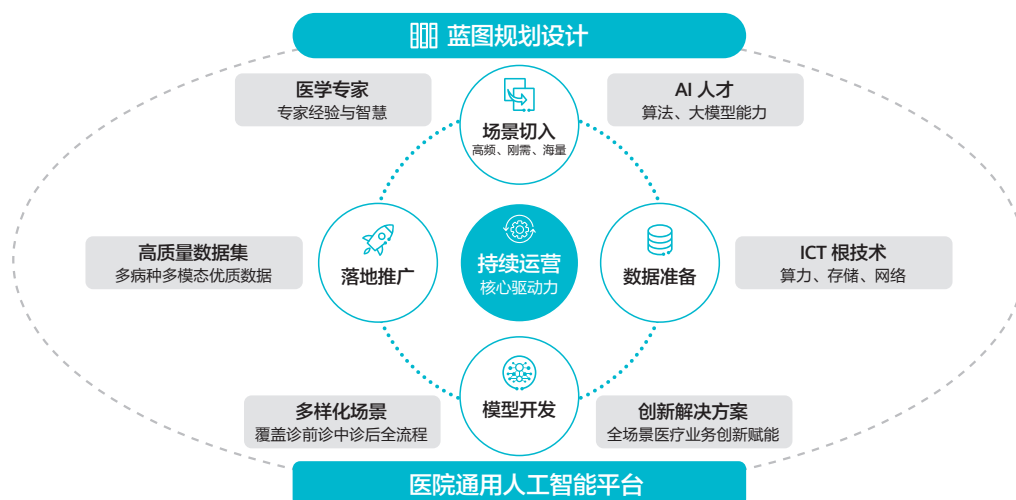 蓝图规划设计
医学专家
专家经验与智慧
AI 人才
算法、大模型能力
场景切入
高频、刚需、海量
高质量数据集
多病种多模态优质数据
落地推广
持续运营
核心驱动力
数据准备
ICT 根技术
算力、存储、网络
多样化场景
覆盖诊前诊中诊后全流程
模型开发
创新解决方案
全场景医疗业务创新赋能
医院通用人工智能平台